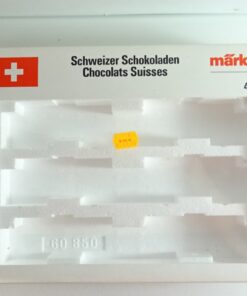 Schweizer Schokoladen
Chocolats Suisses
märk
60 850